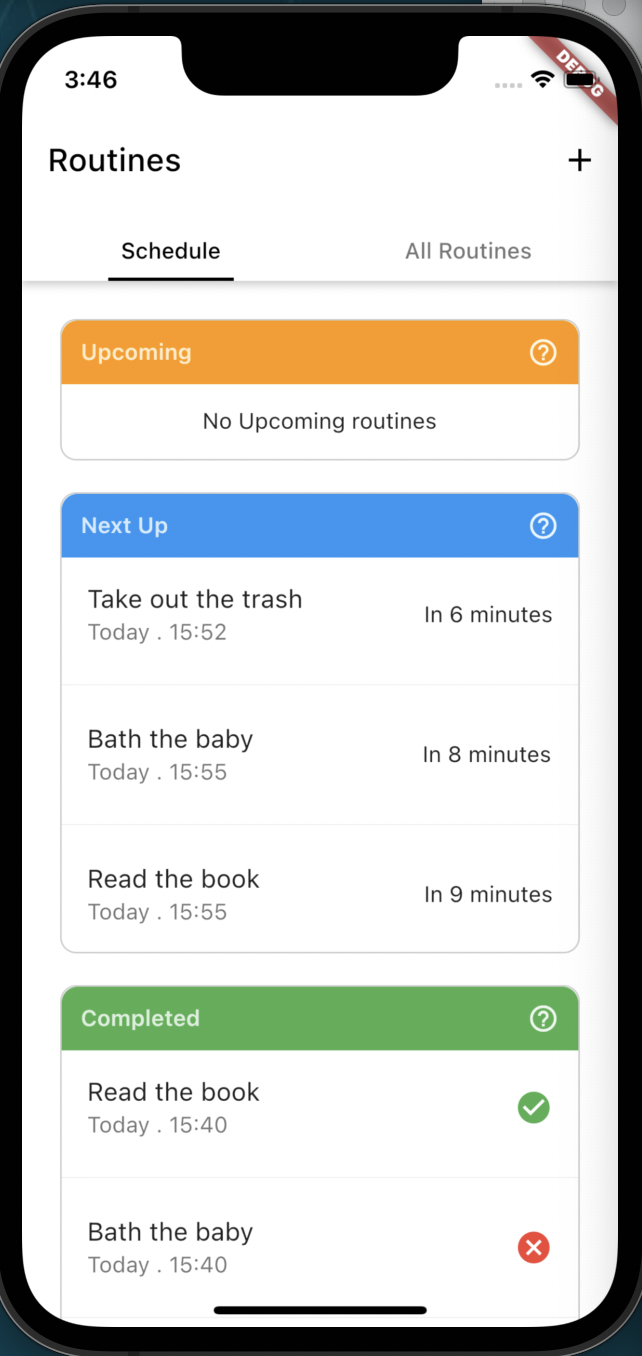 3:46
DEBUG
Routines
Schedule
All Routines
Upcoming
No Upcoming routines
Next Up
Take out the trash
In 6 minutes
Today . 15:52
Bath the baby
In 8 minutes
Today . 15:55
Read the book
In 9 minutes
Today . 15:55
Completed
Read the book
Today . 15:40
Bath the baby
Today . 15:40